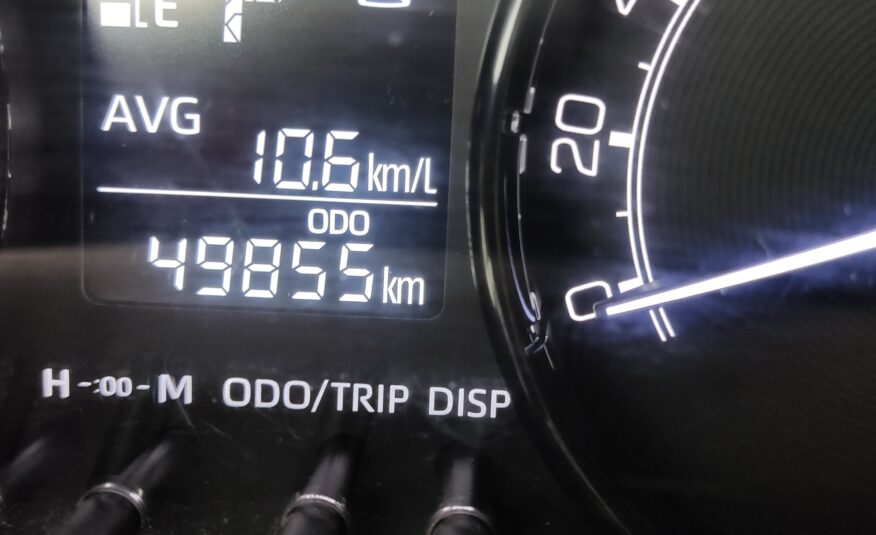 AVG
10.6 km/L
ODO
49855 km
20
0
H -:00- M ODO/TRIP DISP